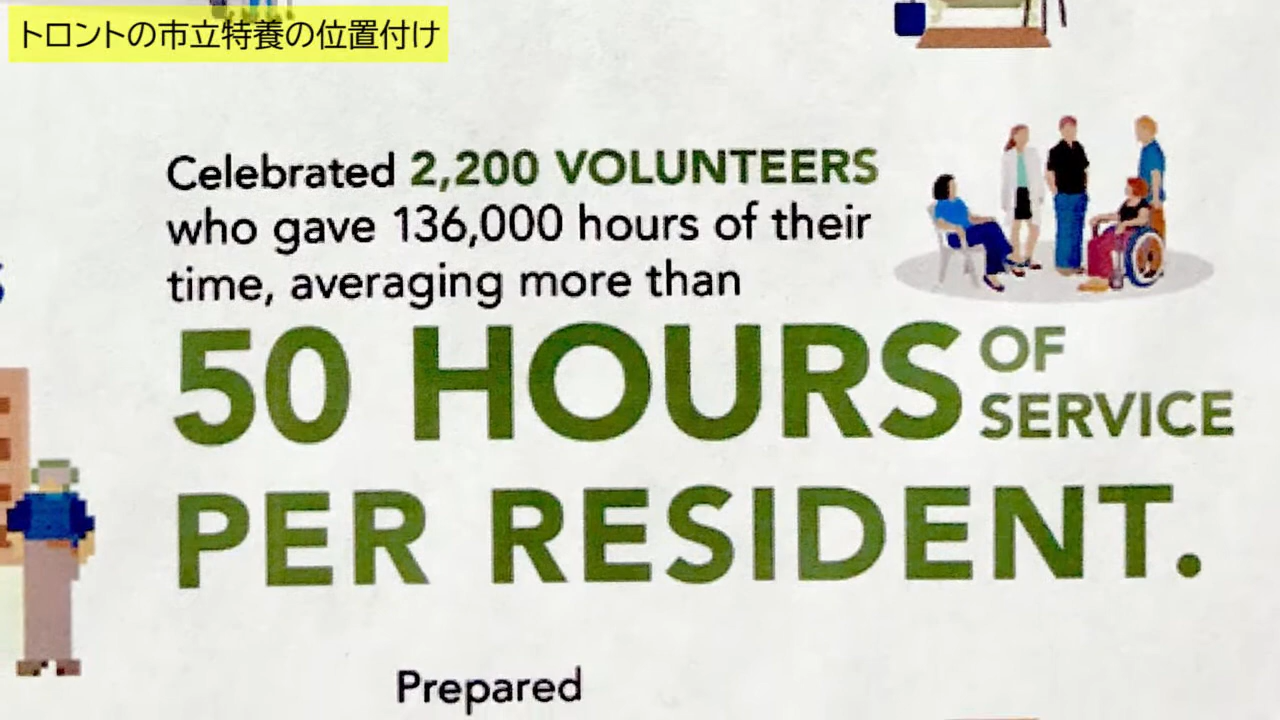 トロントの市立特養の位置付け
Celebrated 2,200 VOLUNTEERS
who gave 136,000 hours of their
time, averaging more than
50 HOURS OF SERVICE
PER RESIDENT.
Prepared